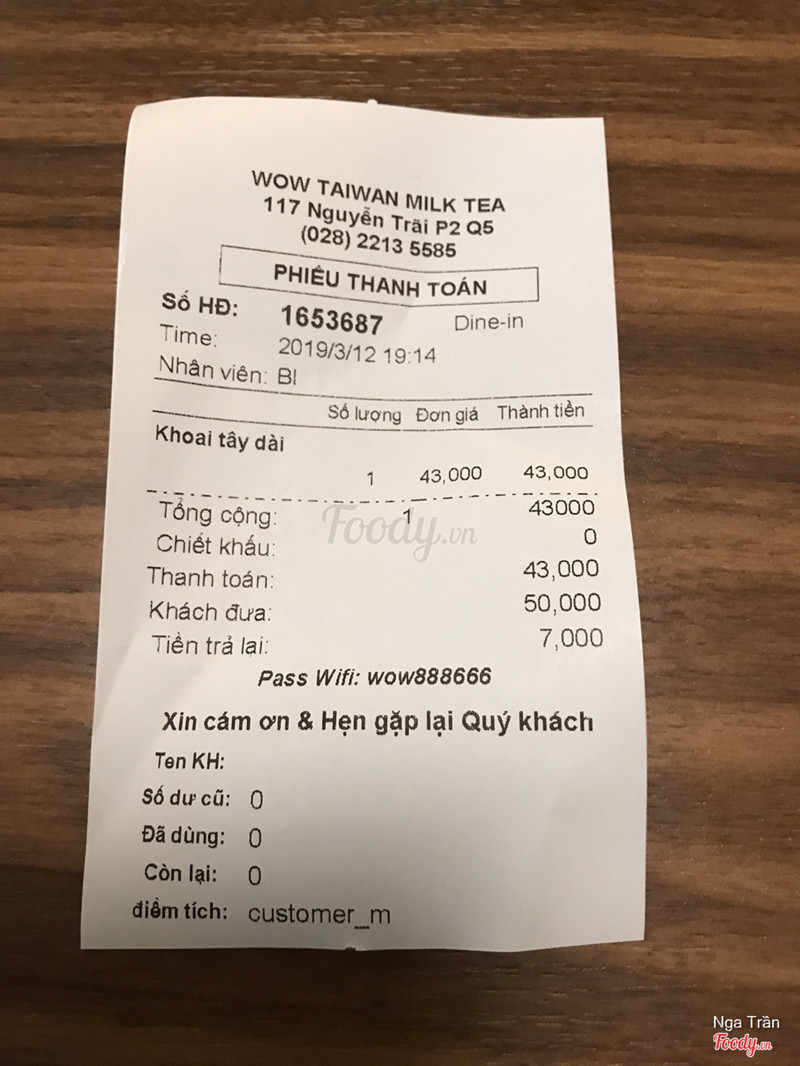 WOW TAIWAN MILK TEA
117 Nguyễn Trãi P2 Q5
(028) 2213 5585
PHIẾU THANH TOÁN
Số HĐ: 1653687 Dine-in
Time: 2019/3/12 19:14
Nhân viên: BI
Số lượng Đơn giá Thành tiền
Khoai tây dài
1 43,000 43,000
Tổng cộng: 1 43000
Chiết khấu: 0
Thanh toán: 43,000
Khách đưa: 50,000
Tiền trả lại: 7,000
Pass Wifi: wow888666
Xin cám ơn & Hẹn gặp lại Quý khách
Ten KH:
Số dư cũ: 0
Đã dùng: 0
Còn lại: 0
điểm tích: customer_m
Foody.vn
Nga Trần
Foody.vn